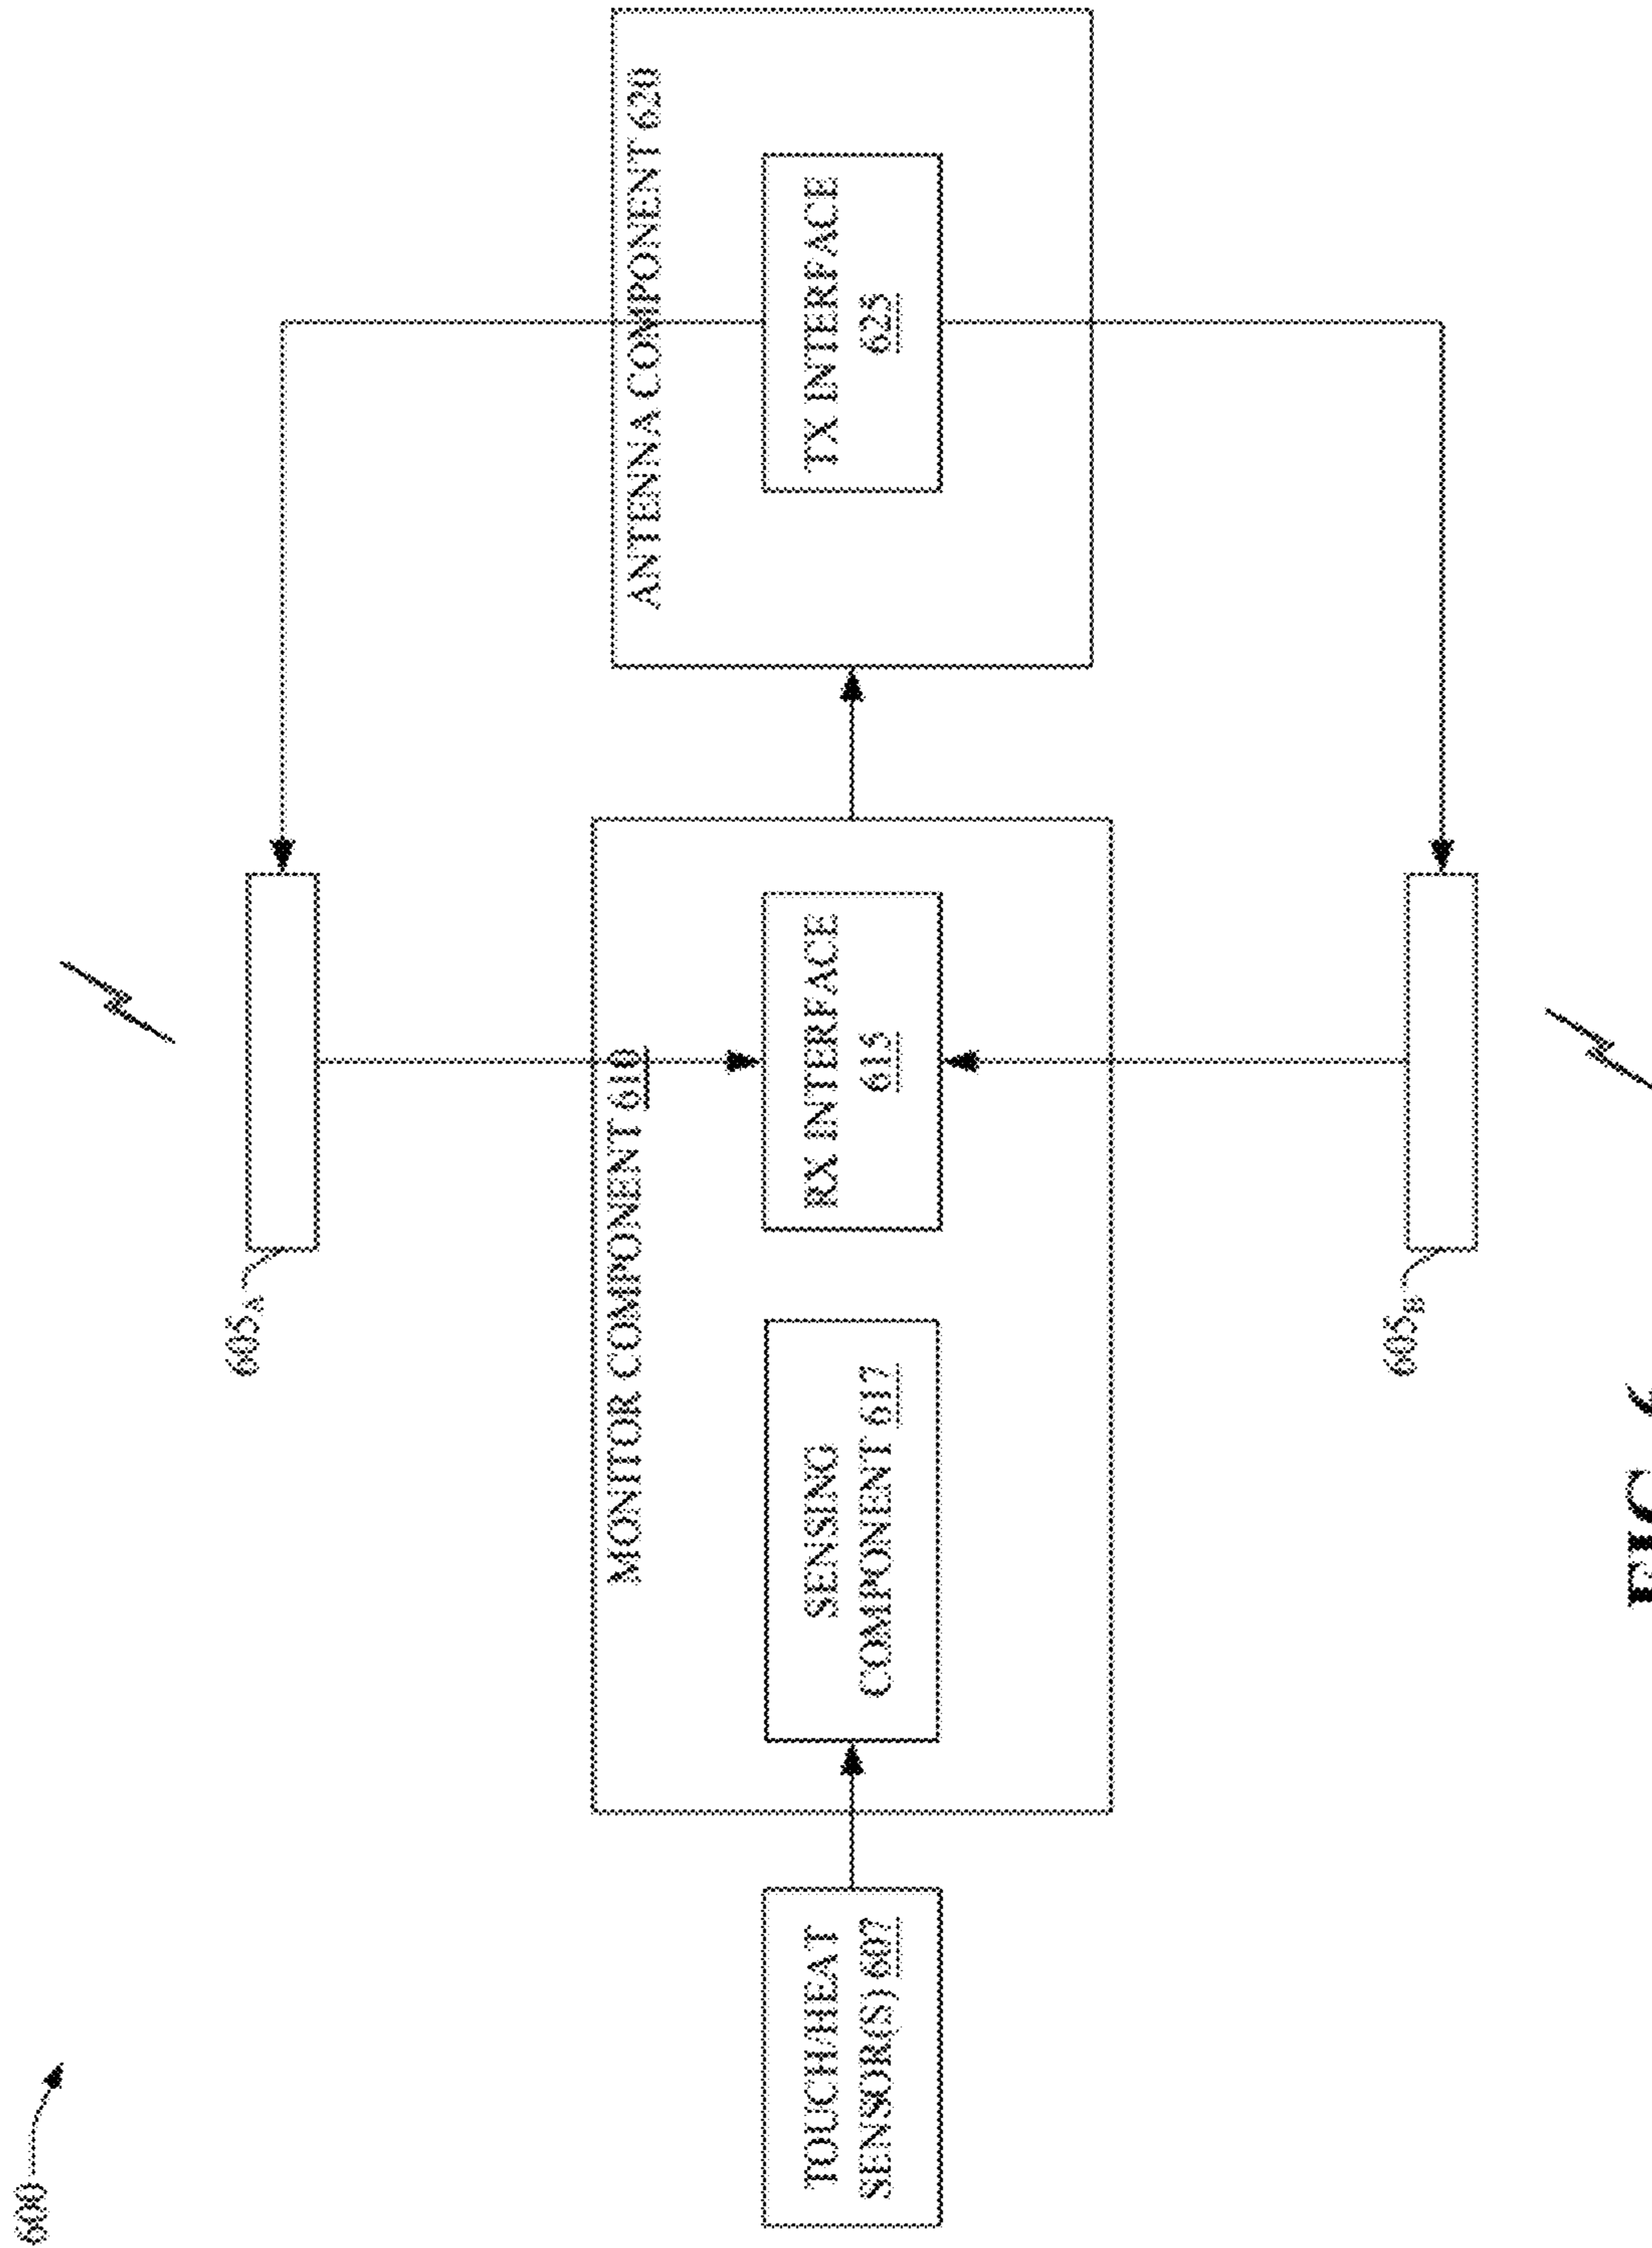 600
605A
MONITOR COMPONENT 610
ANTENNA COMPONENT 620
TOUCH/HEAT
SENSOR(S) 607
SENSING
COMPONENT 617
RX INTERFACE
615
TX INTERFACE
625
605B